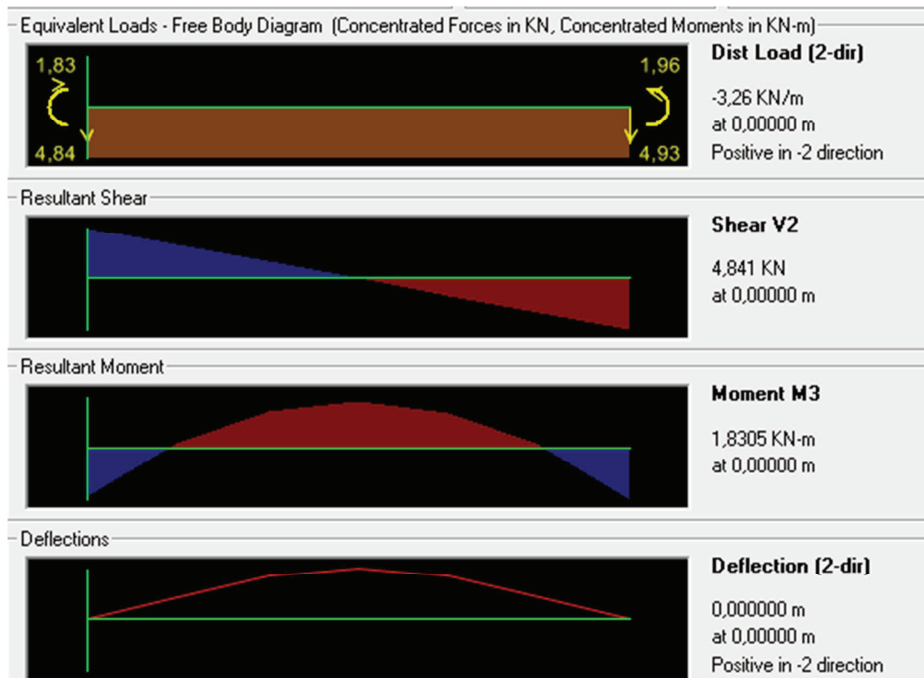 Equivalent Loads - Free Body Diagram (Concentrated Forces in KN, Concentrated Moments in KN-m)
1,83
4,84
1,96
4,93
Dist Load (2-dir)
-3,26 KN/m
at 0,00000 m
Positive in -2 direction
Resultant Shear
Shear V2
4,841 KN
at 0,00000 m
Resultant Moment
Moment M3
1,8305 KN-m
at 0,00000 m
Deflections
Deflection (2-dir)
0,000000 m
at 0,00000 m
Positive in -2 direction